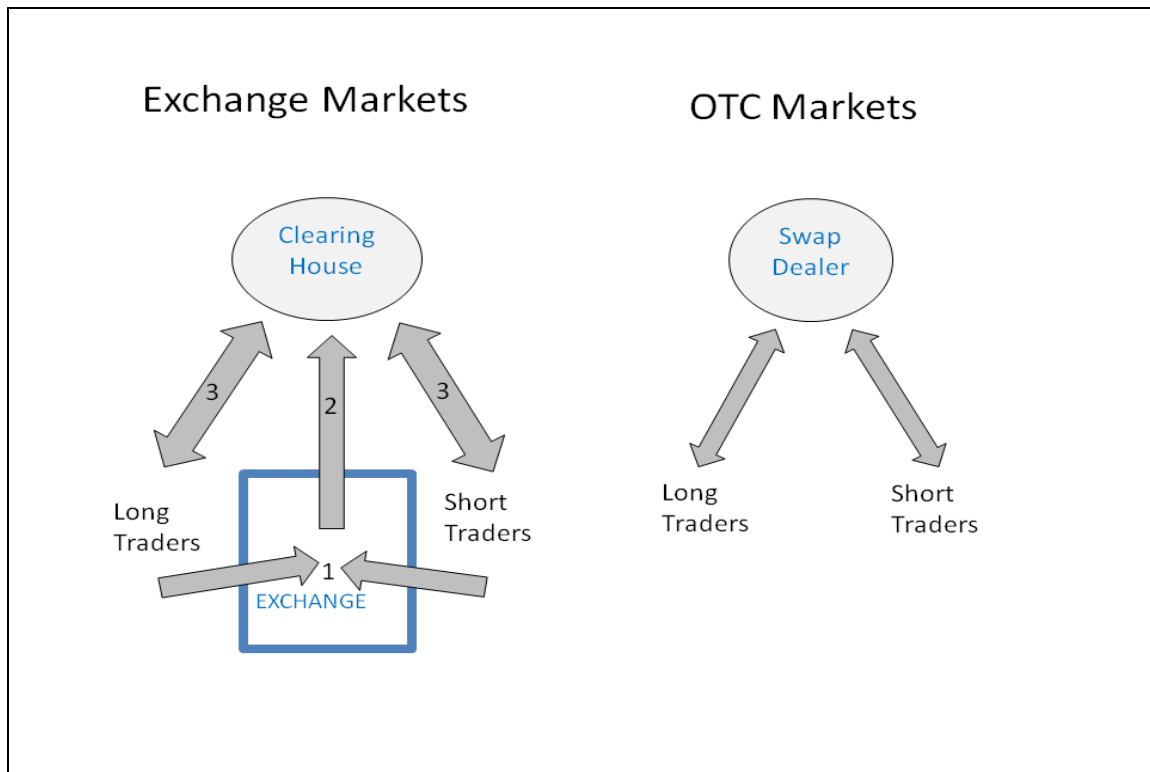 Exchange Markets
OTC Markets
Clearing
House
Swap
Dealer
3
2
3
Long
Traders
Short
Traders
1
EXCHANGE
Long
Traders
Short
Traders